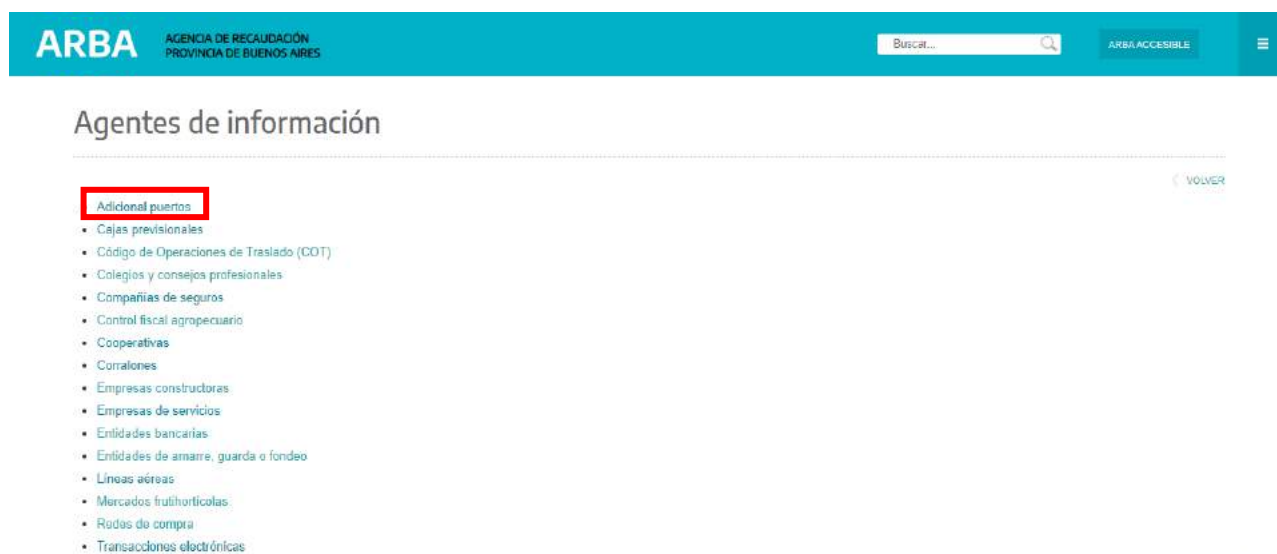 ARBA
AGENCIA DE RECAUDACIÓN
PROVINCIA DE BUENOS AIRES
Buscar...
ARBA ACCESIBLE
Agentes de información
VOLVER
Adicional puertos
Cajas previsionales
Código de Operaciones de Traslado (COT)
Colegios y consejos profesionales
Compañías de seguros
Control fiscal agropecuario
Cooperativas
Corralones
Empresas constructoras
Empresas de servicios
Entidades bancarias
Entidades de amarre, guarda o fondeo
Líneas aéreas
Mercados frutihortícolas
Redes de compra
Transacciones electrónicas